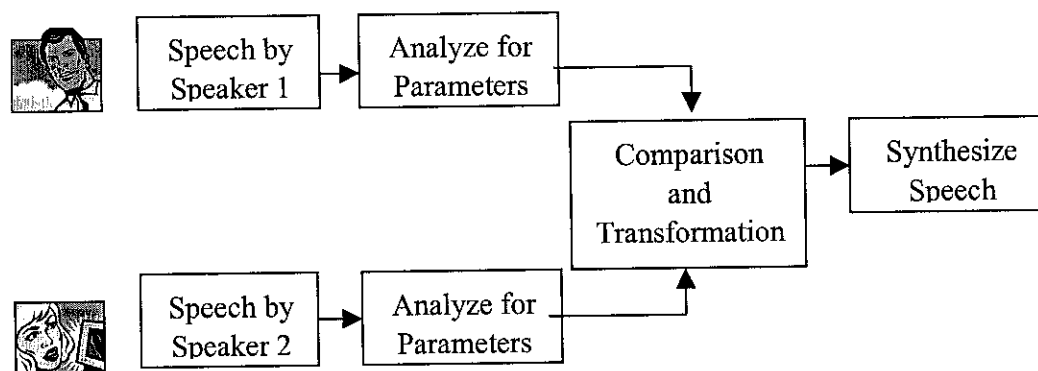 Speech by
Speaker 1
Analyze for
Parameters
Comparison
and
Transformation
Synthesize
Speech
Speech by
Speaker 2
Analyze for
Parameters